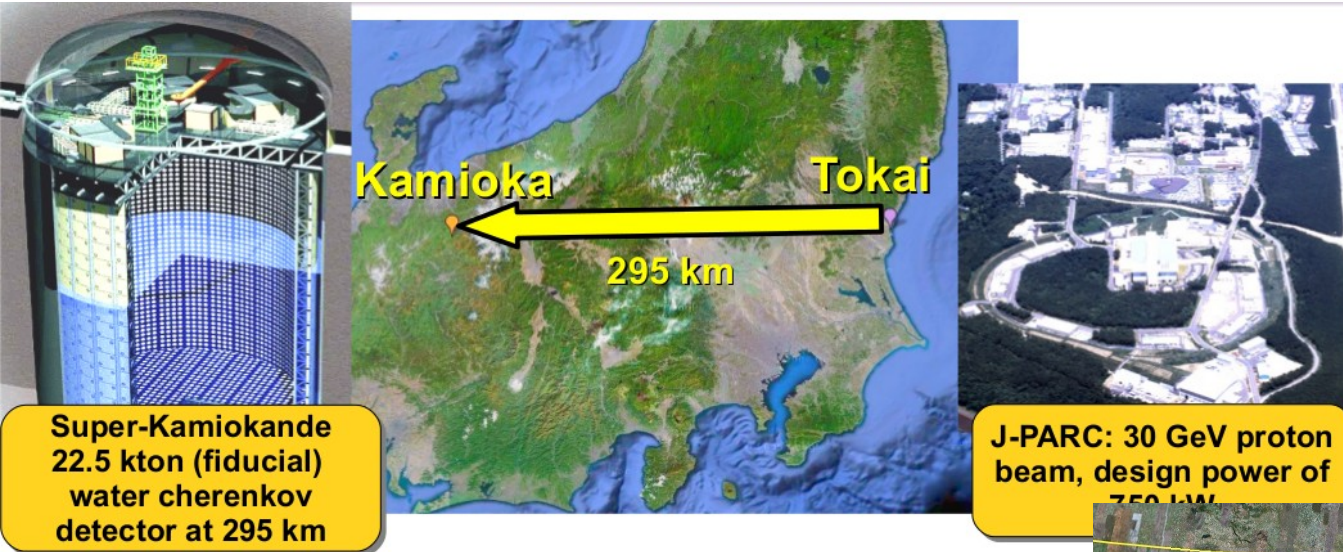 Kamioka
Tokai
295 km
Super-Kamiokande
22.5 kton (fiducial)
water cherenkov
detector at 295 km
J-PARC: 30 GeV proton
beam, design power of